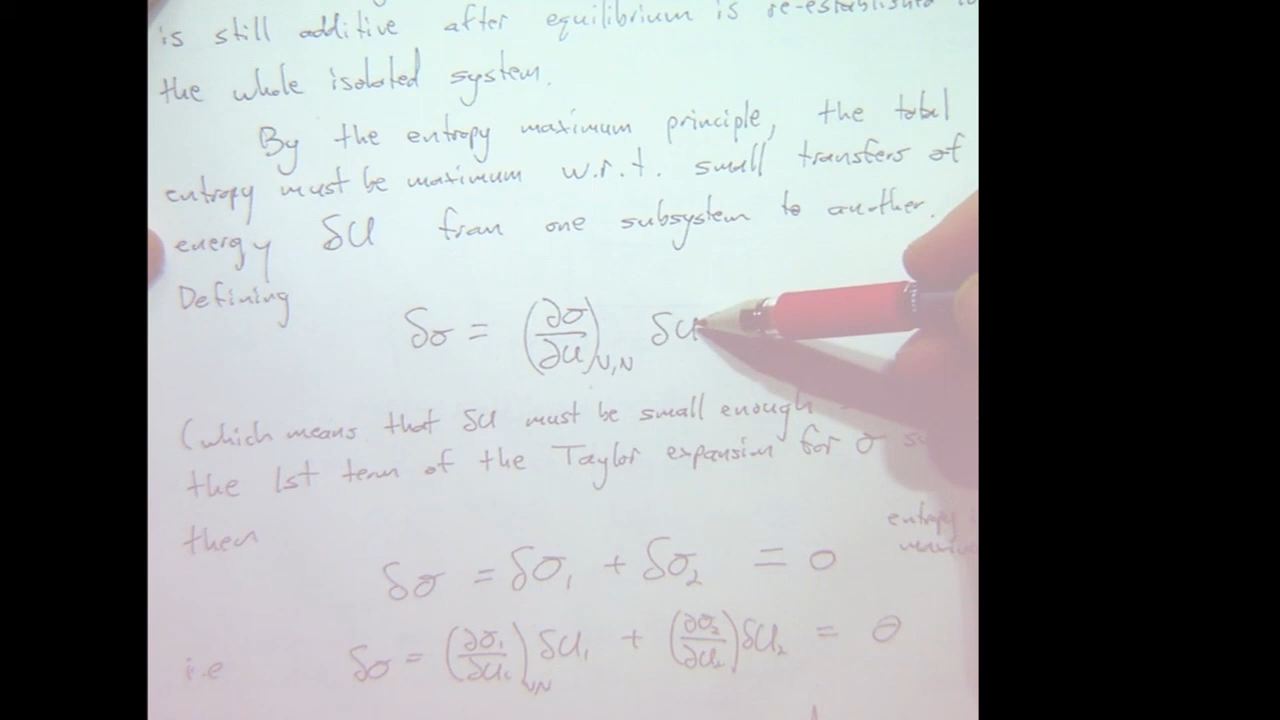 is still additive after equilibrium is re-established
the whole isolated system.
By the entropy maximum principle, the total
entropy must be maximum w.r.t. small transfers of
energy δU from one subsystem to another.
Defining
δσ = (∂σ/∂U)_{V,N} δU
(which means that δU must be small enough
the 1st term of the Taylor expansion for σ
then
entropy
δσ = δσ₁ + δσ₂ = 0
i.e δσ = (∂σ₁/∂U₁)_{VN} δU₁ + (∂σ₂/∂U₂) δU₂ = 0